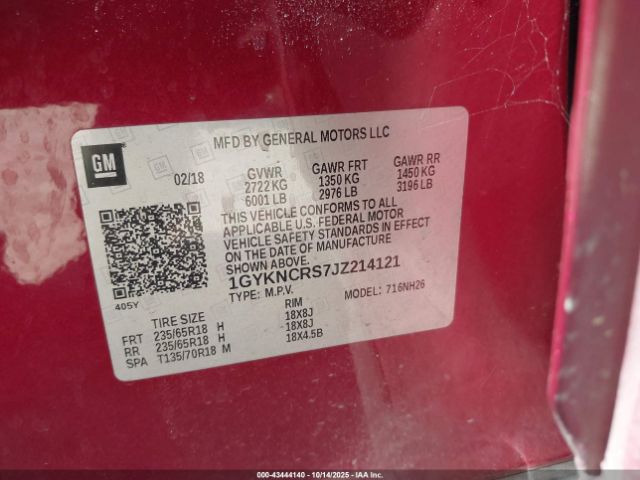 MFD BY GENERAL MOTORS LLC
GM
02/18
GVWR GAWR FRT GAWR RR
2722 KG 1350 KG 1450 KG
6001 LB 2976 LB 3196 LB
THIS VEHICLE CONFORMS TO ALL
APPLICABLE U.S. FEDERAL MOTOR
VEHICLE SAFETY STANDARDS IN EFFECT
ON THE DATE OF MANUFACTURE
SHOWN ABOVE.
1GYKNCRS7JZ214121
TYPE: M.P.V. MODEL: 716NH26
405Y
TIRE SIZE RIM
FRT 235/65R18 H 18X8J
RR 235/65R18 H 18X8J
SPA T135/70R18 M 18X4.5B
000-43444140 - 10/14/2025 - IAA Inc.